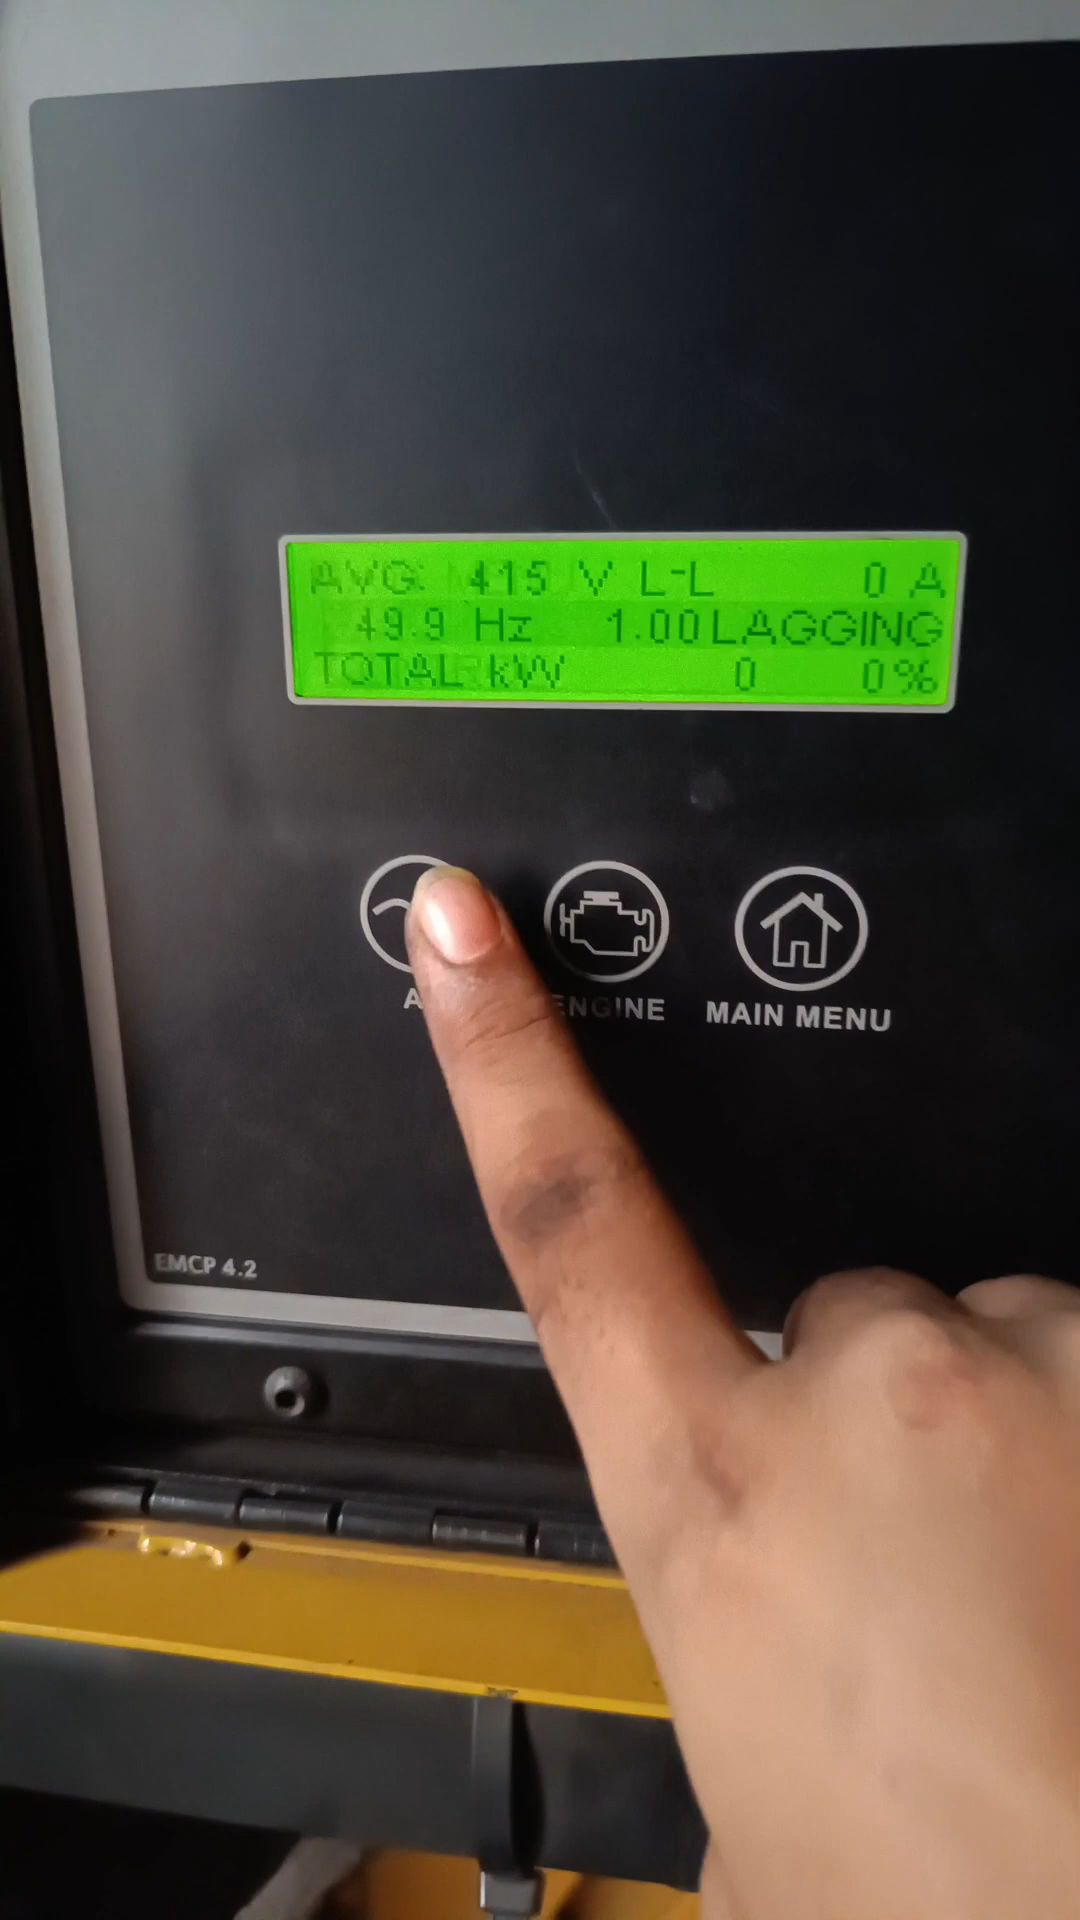 AVG: 415 V L-L 0 A
49.9 Hz 1.00 LAGGING
TOTAL kW 0 0%
ENGINE
MAIN MENU
EMCP 4.2